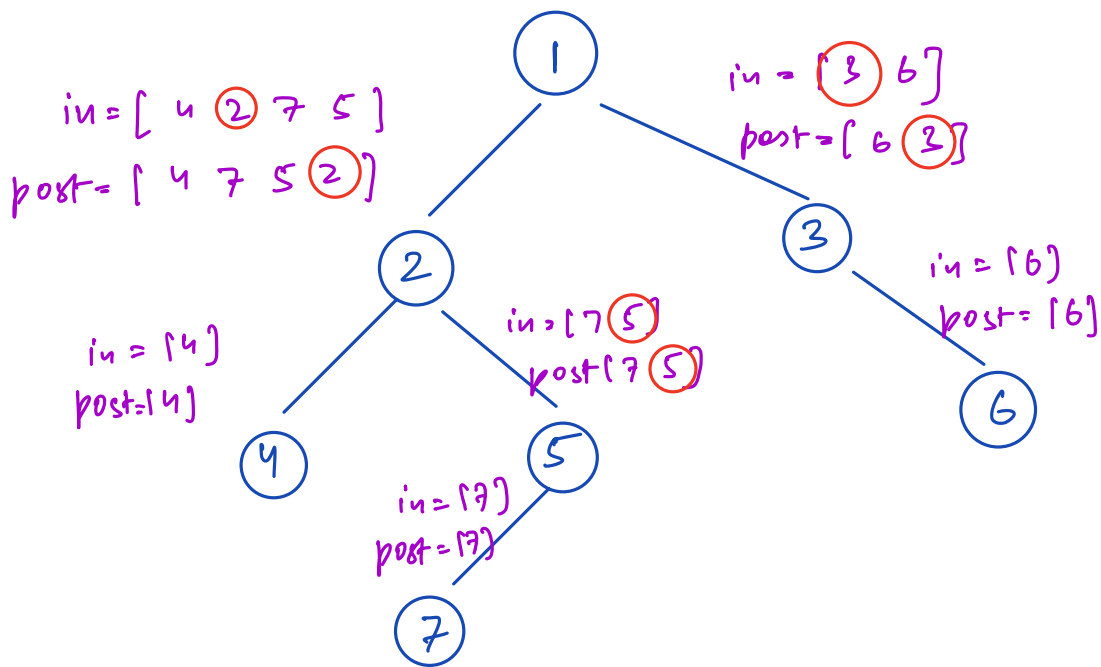 1
in = [ 3 6 ]
in = [ 4 2 7 5 ]
post = [ 6 3 ]
post = [ 4 7 5 2 ]
2
3
in = [6]
post = [6]
in = [7 5]
post [7 5]
in = [4]
post = [4]
6
4
5
in = [7]
post = [7]
7